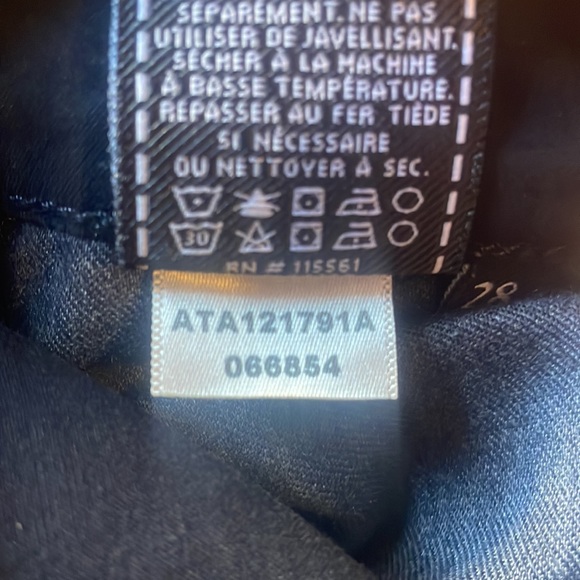 SÉPARÉMENT. NE PAS
UTILISER DE JAVELLISANT.
SÉCHER À LA MACHINE
À BASSE TEMPÉRATURE.
REPASSER AU FER TIÈDE
SI NÉCESSAIRE
OU NETTOYER À SEC.
30
RN # 115561
28
ATA121791A
066854